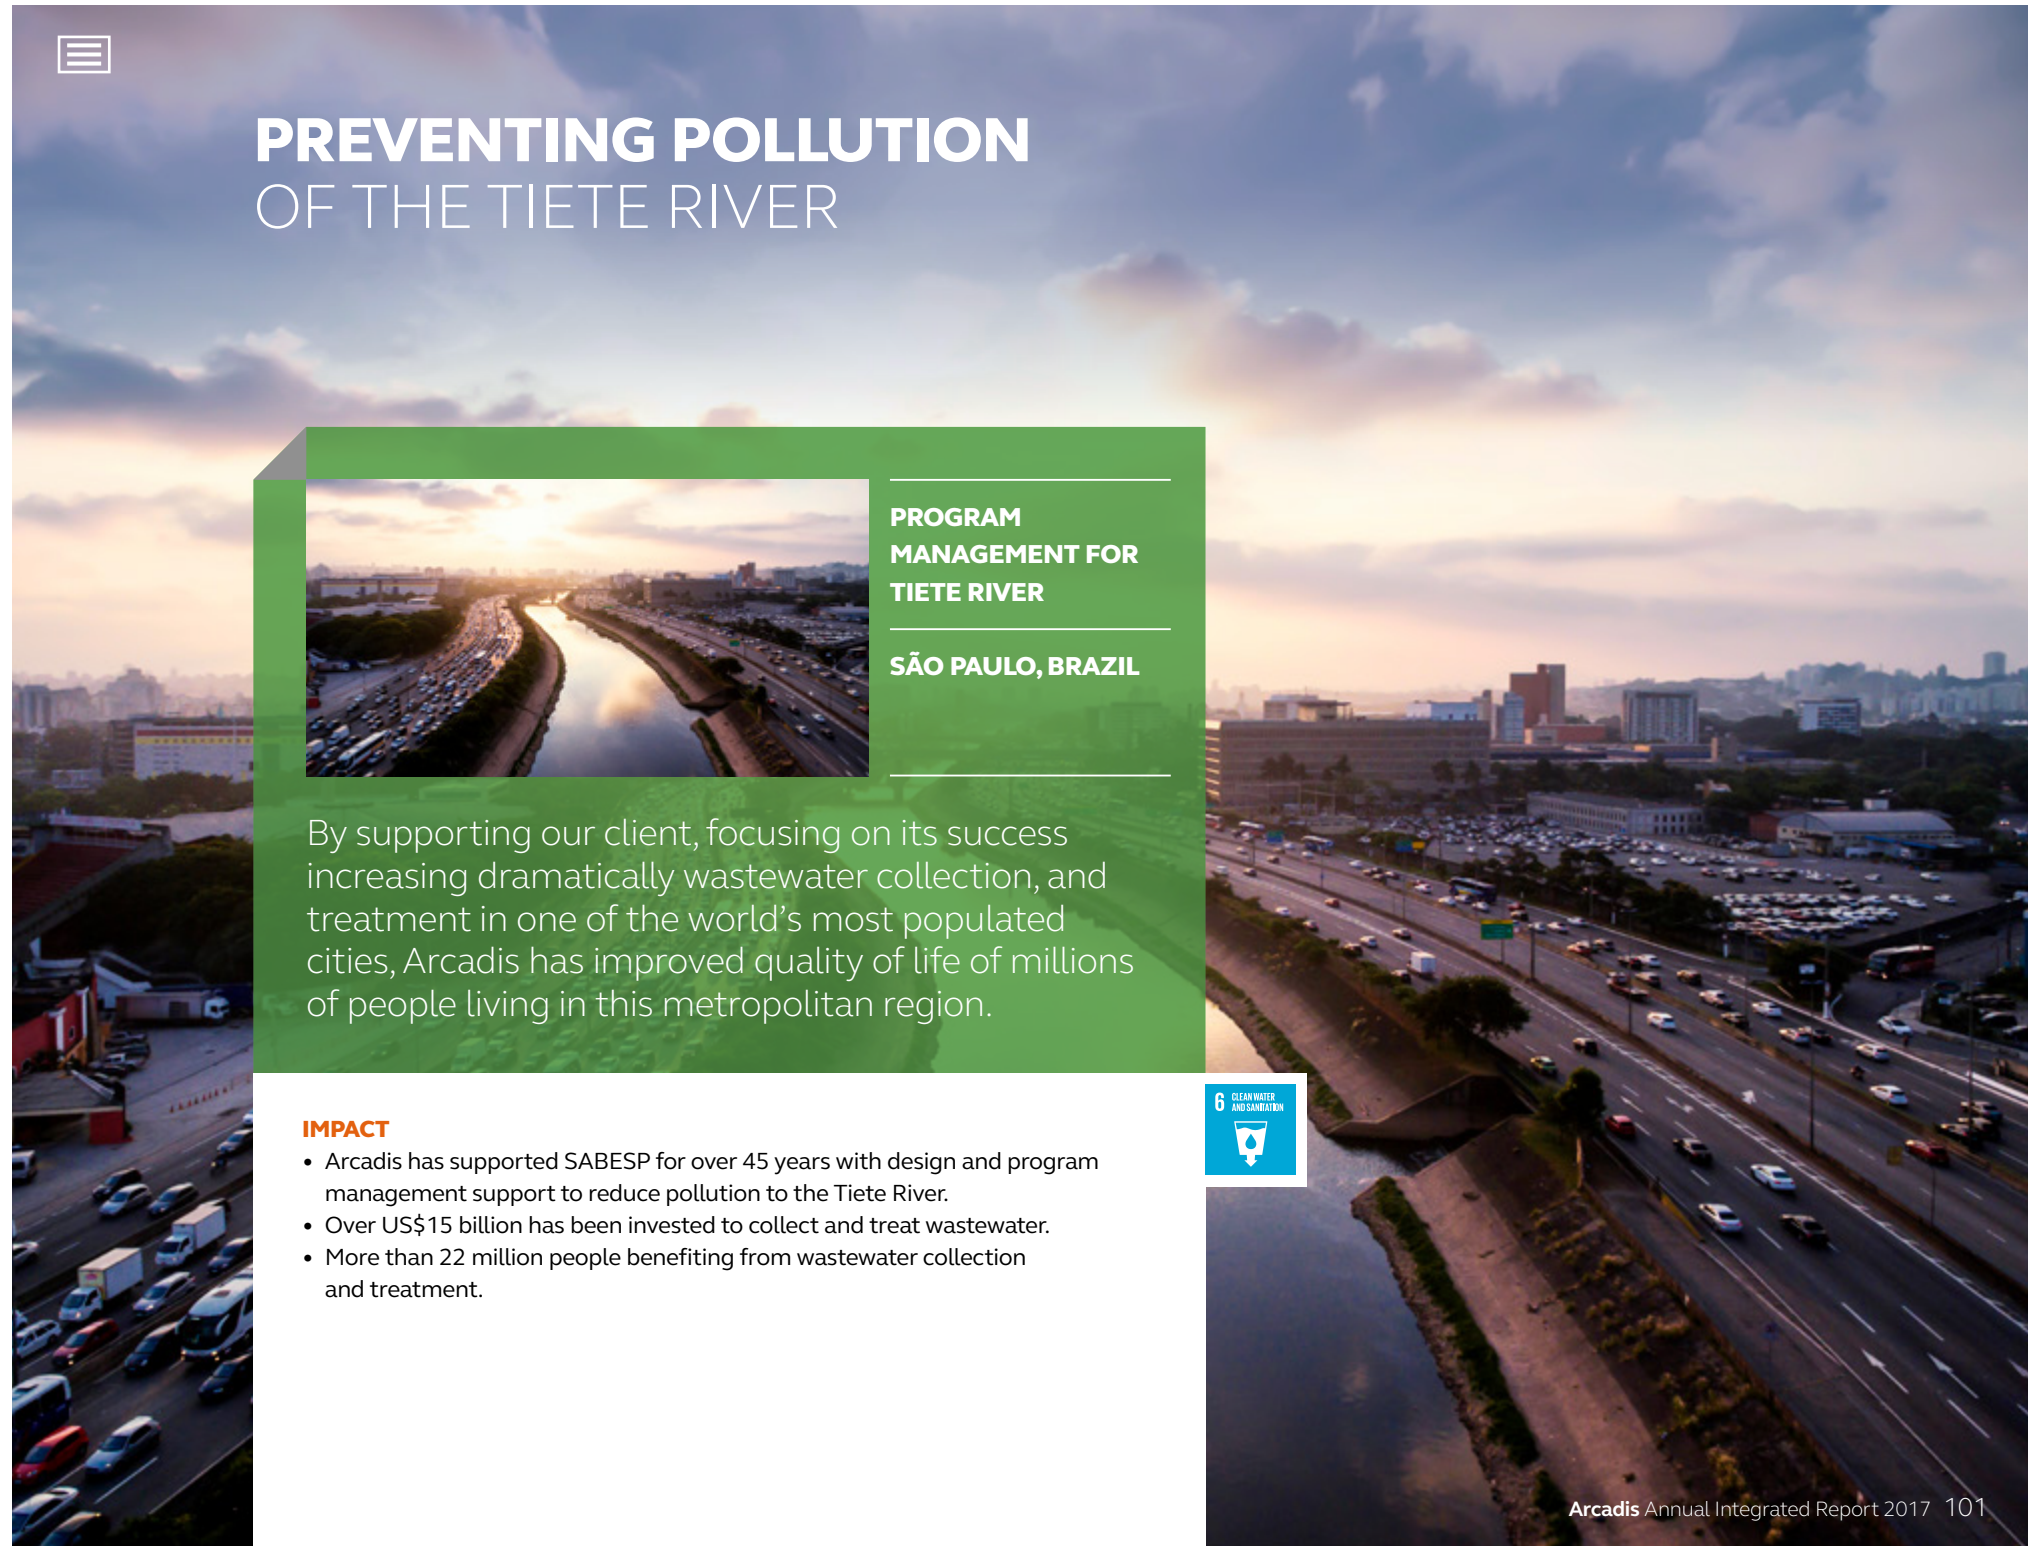 PREVENTING POLLUTION
OF THE TIETE RIVER
PROGRAM
MANAGEMENT FOR
TIETE RIVER
SÃO PAULO, BRAZIL
By supporting our client, focusing on its success
increasing dramatically wastewater collection, and
treatment in one of the world's most populated
cities, Arcadis has improved quality of life of millions
of people living in this metropolitan region.
6 CLEAN WATER
AND SANITATION
IMPACT
• Arcadis has supported SABESP for over 45 years with design and program
management support to reduce pollution to the Tiete River.
• Over US$15 billion has been invested to collect and treat wastewater.
• More than 22 million people benefiting from wastewater collection
and treatment.
Arcadis Annual Integrated Report 2017 101